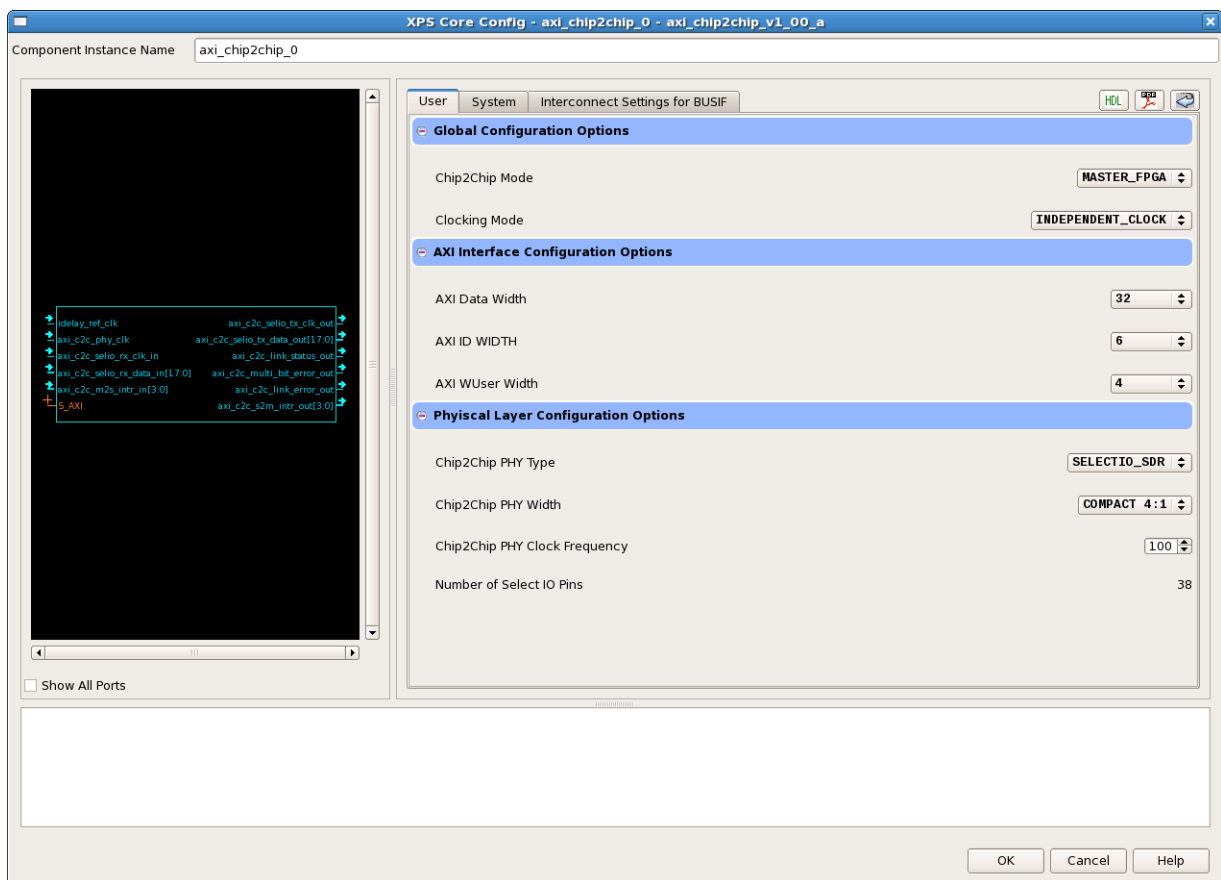 XPS Core Config - axi_chip2chip_0 - axi_chip2chip_v1_00_a
Component Instance Name axi_chip2chip_0
idelay_ref_clk axi_c2c_selio_tx_clk_out
axi_c2c_phy_clk axi_c2c_selio_tx_data_out[17:0]
axi_c2c_selio_rx_clk_in axi_c2c_link_status_out
axi_c2c_selio_rx_data_in[17:0] axi_c2c_multi_bit_error_out
axi_c2c_m2s_intr_in[3:0] axi_c2c_link_error_out
S_AXI axi_c2c_s2m_intr_out[3:0]
Show All Ports
User System Interconnect Settings for BUSIF HDL PDF
Global Configuration Options
Chip2Chip Mode MASTER_FPGA
Clocking Mode INDEPENDENT_CLOCK
AXI Interface Configuration Options
AXI Data Width 32
AXI ID WIDTH 6
AXI WUser Width 4
Phyiscal Layer Configuration Options
Chip2Chip PHY Type SELECTIO_SDR
Chip2Chip PHY Width COMPACT 4:1
Chip2Chip PHY Clock Frequency 100
Number of Select IO Pins 38
OK Cancel Help